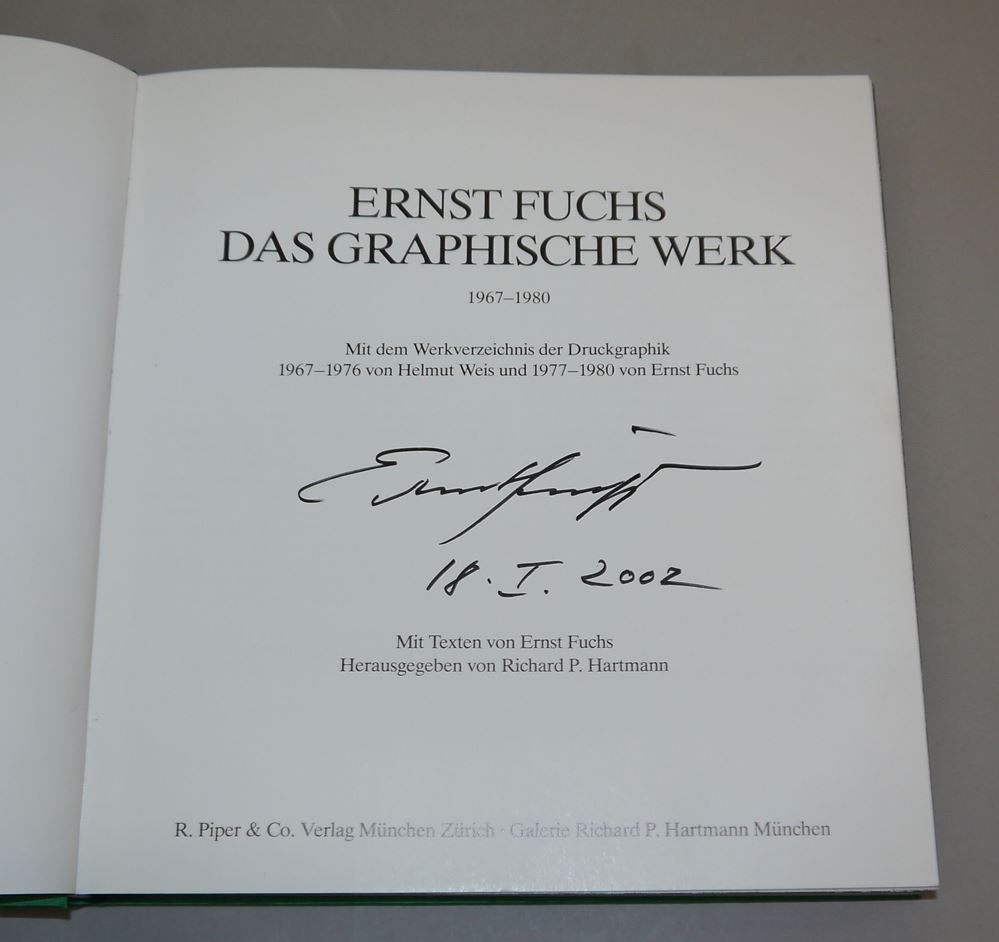 ERNST FUCHS
DAS GRAPHISCHE WERK
1967–1980
Mit dem Werkverzeichnis der Druckgraphik
1967–1976 von Helmut Weis und 1977–1980 von Ernst Fuchs
Ernst Fuchs
18. I. 2002
Mit Texten von Ernst Fuchs
Herausgegeben von Richard P. Hartmann
R. Piper & Co. Verlag München Zürich · Galerie Richard P. Hartmann München